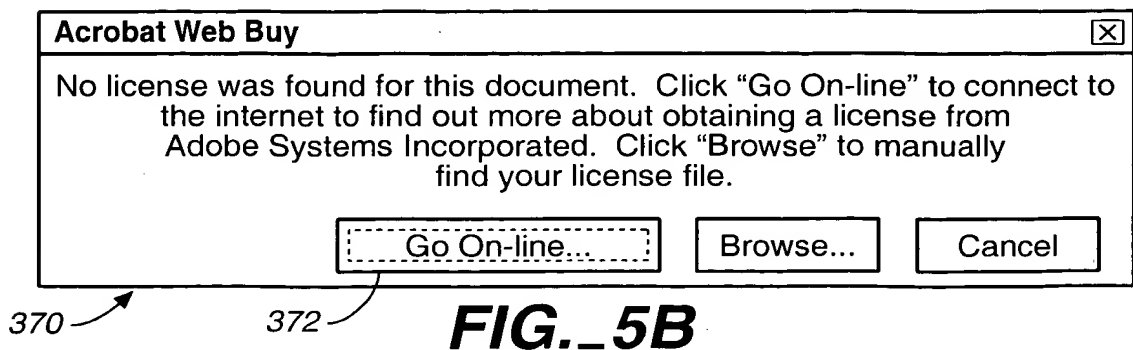 Acrobat Web Buy
No license was found for this document. Click “Go On-line” to connect to
the internet to find out more about obtaining a license from
Adobe Systems Incorporated. Click “Browse” to manually
find your license file.
Go On-line... Browse... Cancel
370 372 FIG._5B